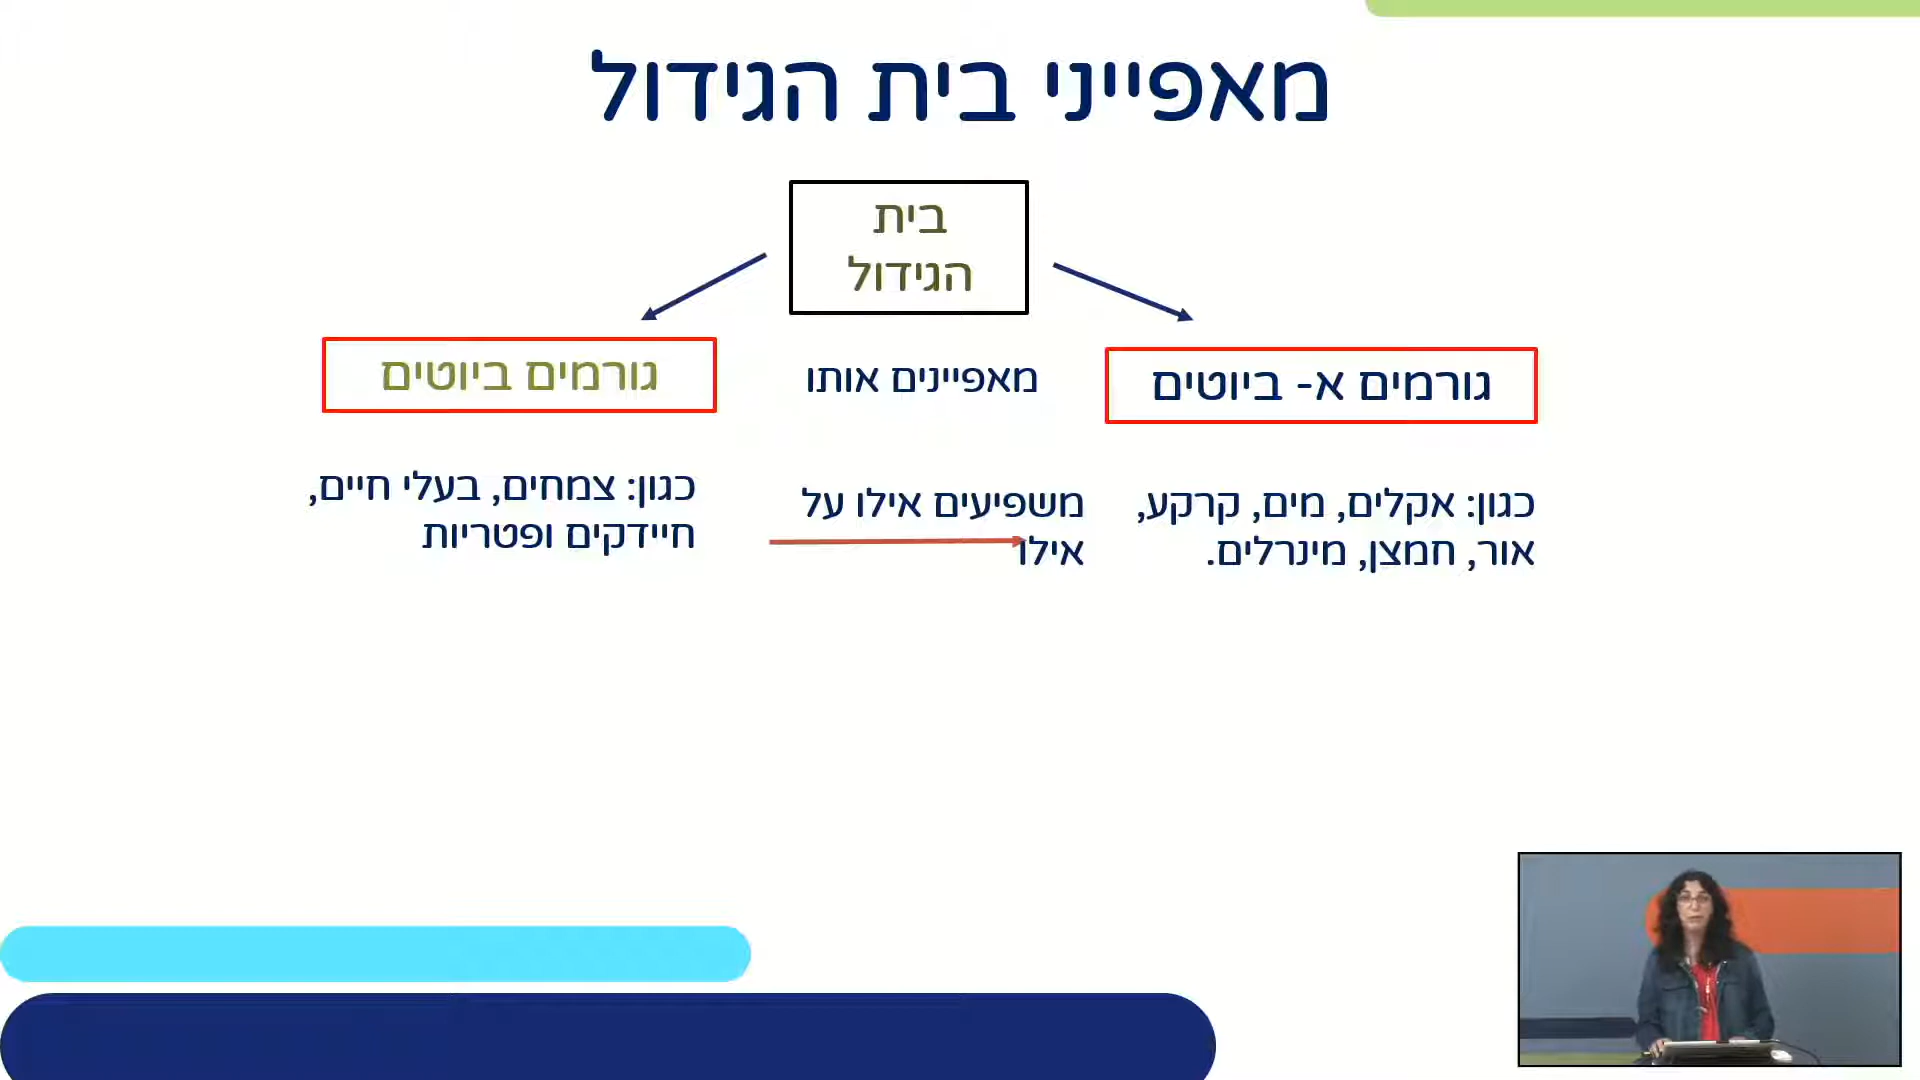 מאפייני בית הגידול
בית
הגידול
גורמים א- ביוטים
מאפיינים אותו
גורמים ביוטים
כגון: אקלים, מים, קרקע,
אור, חמצן, מינרלים.
משפיעים אילו על
אילו
כגון: צמחים, בעלי חיים,
חיידקים ופטריות